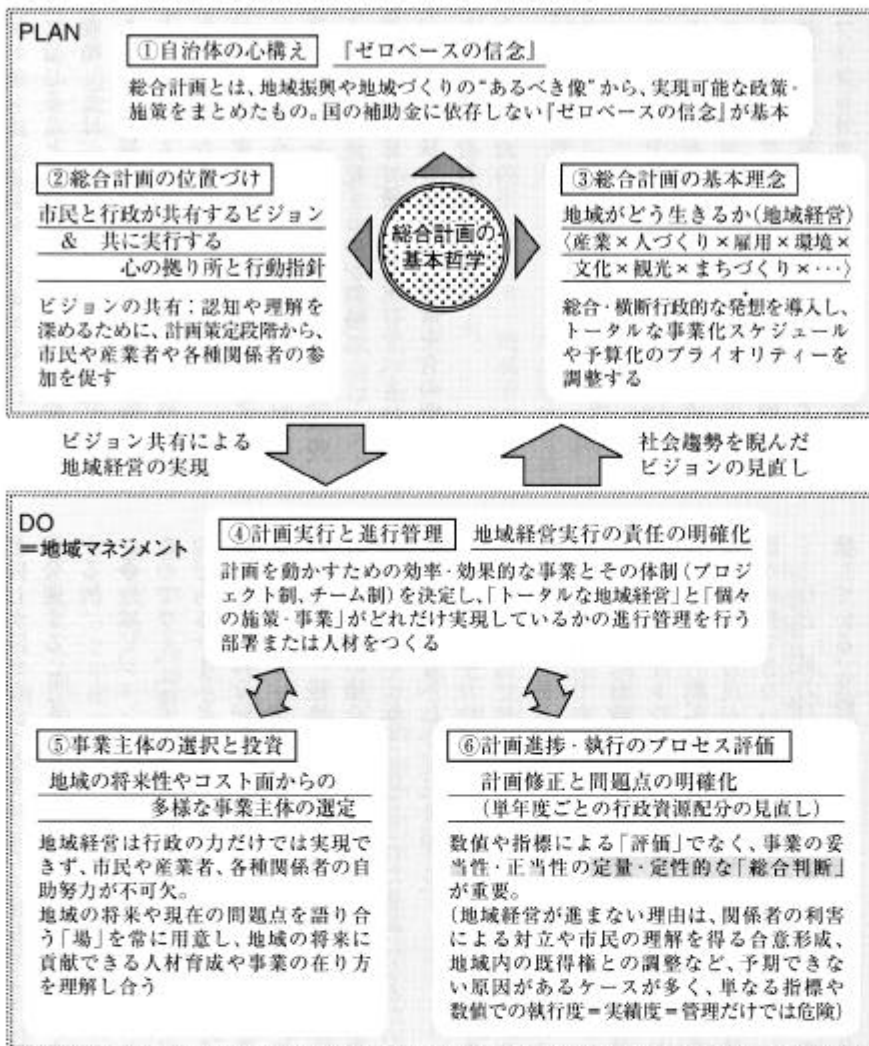 PLAN
①自治体の心構え 『ゼロベースの信念』
総合計画とは、地域振興や地域づくりの“あるべき像”から、実現可能な政策・
施策をまとめたもの。国の補助金に依存しない『ゼロベースの信念』が基本
②総合計画の位置づけ
市民と行政が共有するビジョン
& 共に実行する
心の拠り所と行動指針
ビジョンの共有：認知や理解を
深めるために、計画策定段階から、
市民や産業者や各種関係者の参
加を促す
総合計画の
基本哲学
③総合計画の基本理念
地域がどう生きるか（地域経営）
〈産業×人づくり×雇用×環境×
文化×観光×まちづくり×･･･〉
総合・横断行政的な発想を導入し、
トータルな事業化スケジュール
や予算化のプライオリティーを
調整する
ビジョン共有による
地域経営の実現
社会趨勢を睨んだ
ビジョンの見直し
DO
＝地域マネジメント
④計画実行と進行管理 地域経営実行の責任の明確化
計画を動かすための効率・効果的な事業とその体制（プロジ
ェクト制、チーム制）を決定し、「トータルな地域経営」と「個々
の施策・事業」がどれだけ実現しているかの進行管理を行う
部署または人材をつくる
⑤事業主体の選択と投資
地域の将来性やコスト面からの
多様な事業主体の選定
地域経営は行政の力だけでは実現で
きず、市民や産業者、各種関係者の自
助努力が不可欠。
地域の将来や現在の問題点を語り合
う「場」を常に用意し、地域の将来に
貢献できる人材育成や事業の在り方
を理解し合う
⑥計画進捗・執行のプロセス評価
計画修正と問題点の明確化
（単年度ごとの行政資源配分の見直し）
数値や指標による「評価」でなく、事業の妥
当性・正当性の定量・定性的な「総合判断」
が重要。
（地域経営が進まない理由は、関係者の利害
による対立や市民の理解を得る合意形成、
地域内の既得権との調整など、予期できな
い原因があるケースが多く、単なる指標や
数値での執行度＝実績度＝管理だけでは危険）